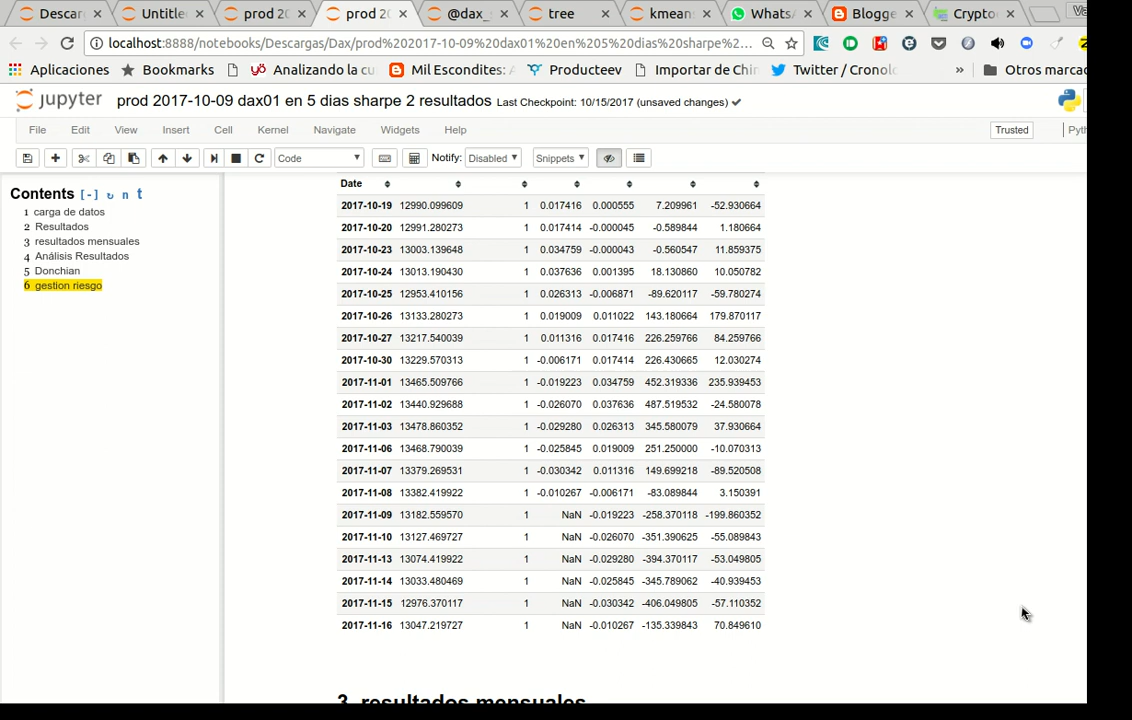 Descar
Untitle
prod 20
prod 20
@dax_
tree
kmean
Whats
Blogge
Crypto
localhost:8888/notebooks/Descargas/Dax/prod%202017-10-09%20dax01%20en%205%20dias%20sharpe%2...
Aplicaciones Bookmarks Analizando la cu Mil Escondites: Producteev Importar de Chin Twitter / Cronol » Otros marcad
jupyter prod 2017-10-09 dax01 en 5 dias sharpe 2 resultados Last Checkpoint: 10/15/2017 (unsaved changes)
File Edit View Insert Cell Kernel Navigate Widgets Help Trusted Pyth
Code Notify: Disabled Snippets
Contents [-] n t
1 carga de datos
2 Resultados
3 resultados mensuales
4 Análisis Resultados
5 Donchian
6 gestion riesgo
Date
2017-10-19 12990.099609 1 0.017416 0.000555 7.209961 -52.930664
2017-10-20 12991.280273 1 0.017414 -0.000045 -0.589844 1.180664
2017-10-23 13003.139648 1 0.034759 -0.000043 -0.560547 11.859375
2017-10-24 13013.190430 1 0.037636 0.001395 18.130860 10.050782
2017-10-25 12953.410156 1 0.026313 -0.006871 -89.620117 -59.780274
2017-10-26 13133.280273 1 0.019009 0.011022 143.180664 179.870117
2017-10-27 13217.540039 1 0.011316 0.017416 226.259766 84.259766
2017-10-30 13229.570313 1 -0.006171 0.017414 226.430665 12.030274
2017-11-01 13465.509766 1 -0.019223 0.034759 452.319336 235.939453
2017-11-02 13440.929688 1 -0.026070 0.037636 487.519532 -24.580078
2017-11-03 13478.860352 1 -0.029280 0.026313 345.580079 37.930664
2017-11-06 13468.790039 1 -0.025845 0.019009 251.250000 -10.070313
2017-11-07 13379.269531 1 -0.030342 0.011316 149.699218 -89.520508
2017-11-08 13382.419922 1 -0.010267 -0.006171 -83.089844 3.150391
2017-11-09 13182.559570 1 NaN -0.019223 -258.370118 -199.860352
2017-11-10 13127.469727 1 NaN -0.026070 -351.390625 -55.089843
2017-11-13 13074.419922 1 NaN -0.029280 -394.370117 -53.049805
2017-11-14 13033.480469 1 NaN -0.025845 -345.789062 -40.939453
2017-11-15 12976.370117 1 NaN -0.030342 -406.049805 -57.110352
2017-11-16 13047.219727 1 NaN -0.010267 -135.339843 70.849610
3 resultados mensuales